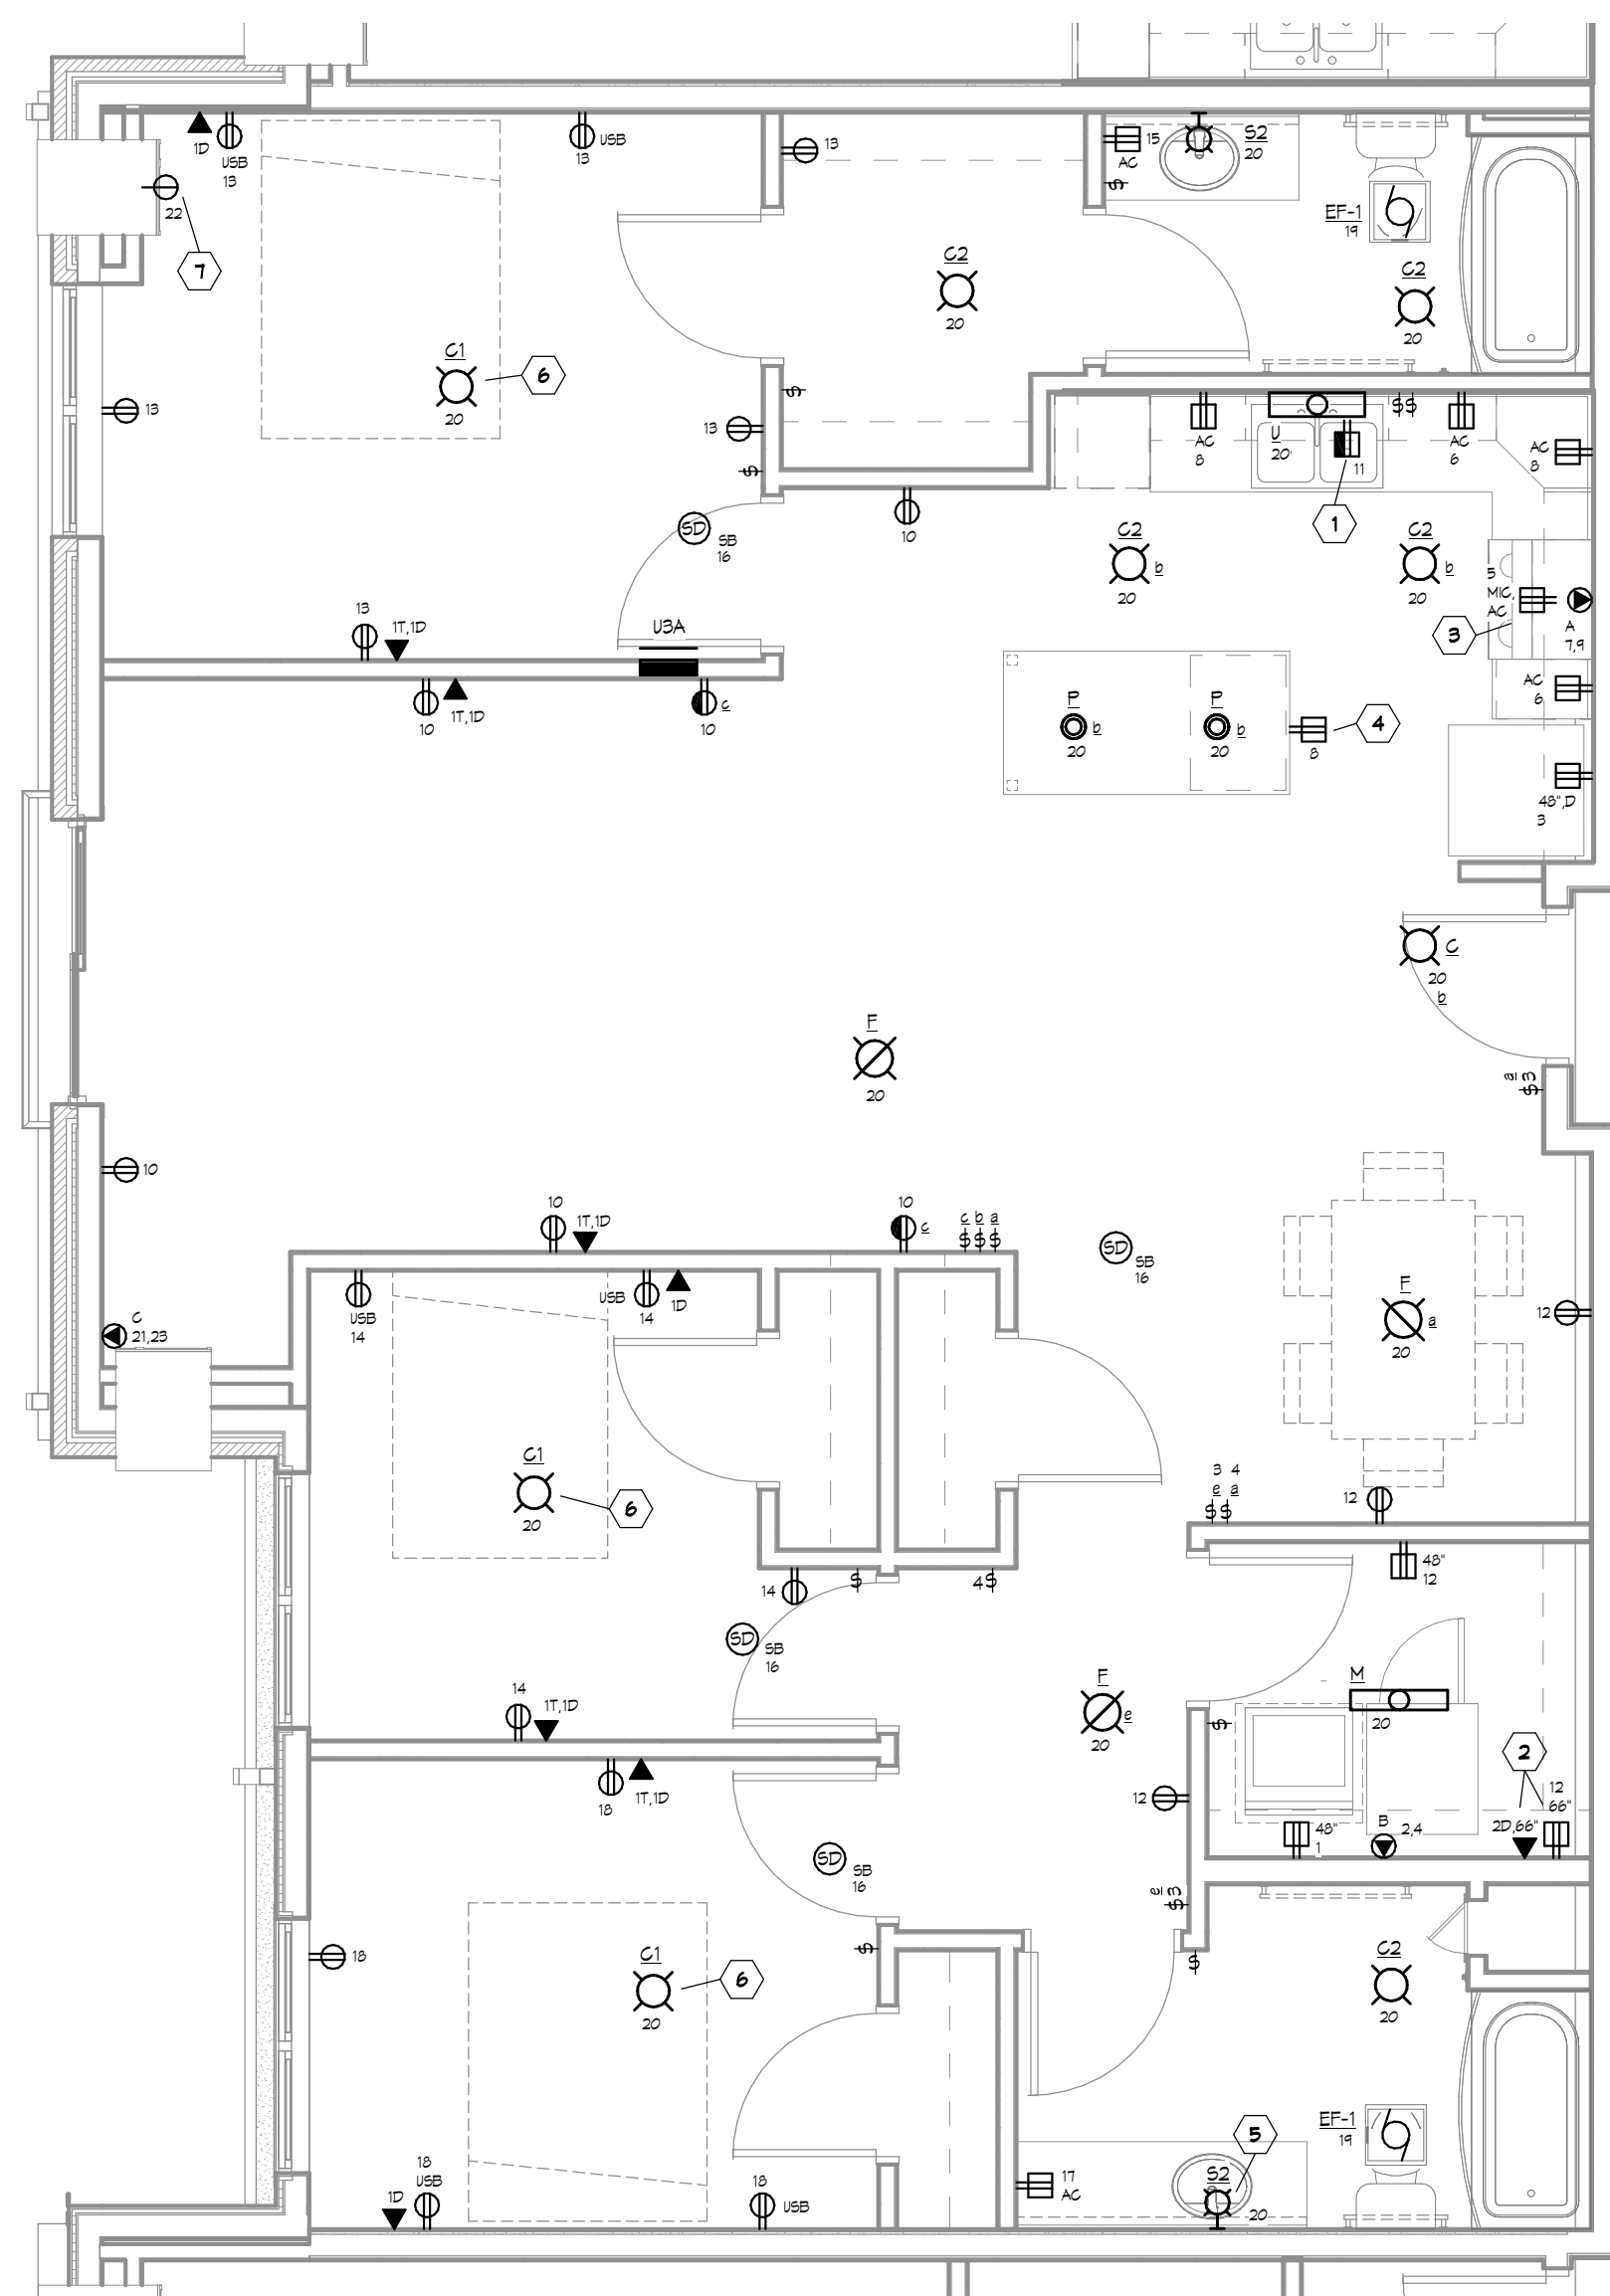 1D
USB
13
13
USB
13
15
AC
$
S2
20
22
7
EF-1
19
C2
20
C2
20
C1
20
6
13
$
13
$
AC
8
U
20
11
$$
AC
6
AC
8
1
10
SD
SB
16
C2
b
20
C2
b
20
5
MIC,
AC
3
A
7,9
13
1T,1D
U3A
10
1T,1D
c
10
P
b
20
P
b
20
8
4
AC
6
48",D
3
C
20
b
F
20
a
$3
10
10
1T,1D
10
c
c b a
$ $ $
SD
SB
16
C
21,23
USB
14
USB
14
1D
F
a
20
12
C1
20
6
3 4
e a
$ $
12
14
$
4$
48"
12
SD
SB
16
M
20
F
e
20
$
14
1T,1D
18
1T,1D
12
2
12
66"
48"
1
B
2,4
2D,66"
SD
SB
16
e
$3
$
$
18
C1
20
6
C2
20
EF-1
19
5
17
AC
S2
20
1D
18
USB
18
USB